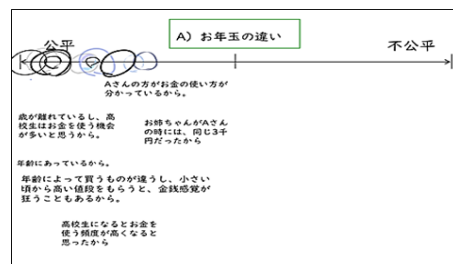 A）お年玉の違い
公平
不公平
Aさんの方がお金の使い方が
分かっているから。
歳が離れているし、高
校生はお金を使う機会
が多いと思うから。
お姉ちゃんがAさん
の時には、同じ3千
円だったから
年齢にあっているから。
年齢によって買うものが違うし、小さい
頃から高い値段をもらうと、金銭感覚が
狂うこともあるから。
高校生になるとお金を
使う頻度が高くなると
思ったから